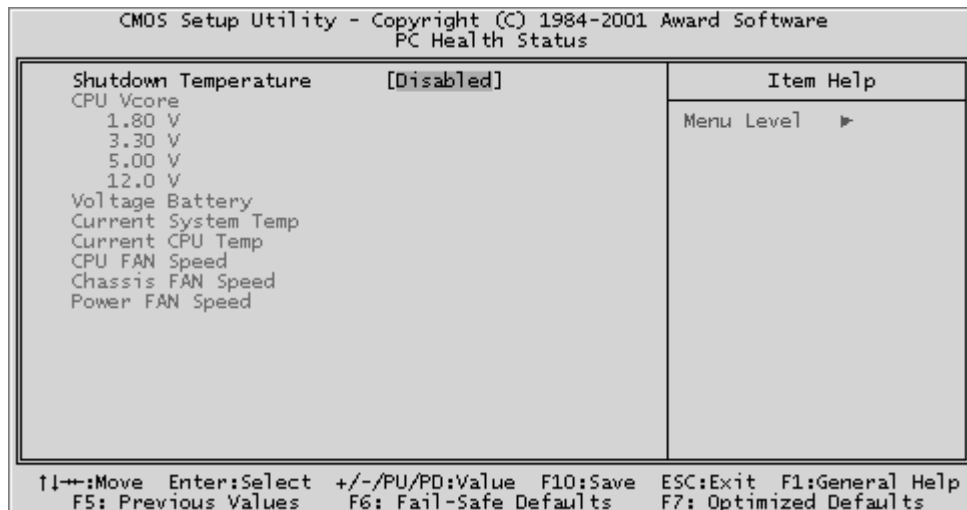 CMOS Setup Utility - Copyright (C) 1984-2001 Award Software
PC Health Status
Shutdown Temperature [Disabled]
CPU Vcore
1.80 V
3.30 V
5.00 V
12.0 V
Voltage Battery
Current System Temp
Current CPU Temp
CPU FAN Speed
Chassis FAN Speed
Power FAN Speed
Item Help
Menu Level ►
↑↓→←:Move Enter:Select +/-/PU/PD:Value F10:Save ESC:Exit F1:General Help
F5: Previous Values F6: Fail-Safe Defaults F7: Optimized Defaults